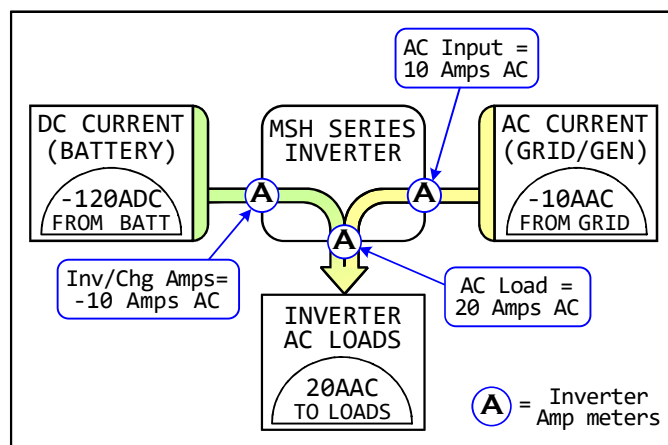 AC Input =
10 Amps AC
DC CURRENT
(BATTERY)
-120ADC
FROM BATT
MSH SERIES
INVERTER
AC CURRENT
(GRID/GEN)
-10AAC
FROM GRID
A
A
A
Inv/Chg Amps=
-10 Amps AC
AC Load =
20 Amps AC
INVERTER
AC LOADS
20AAC
TO LOADS
A = Inverter
Amp meters